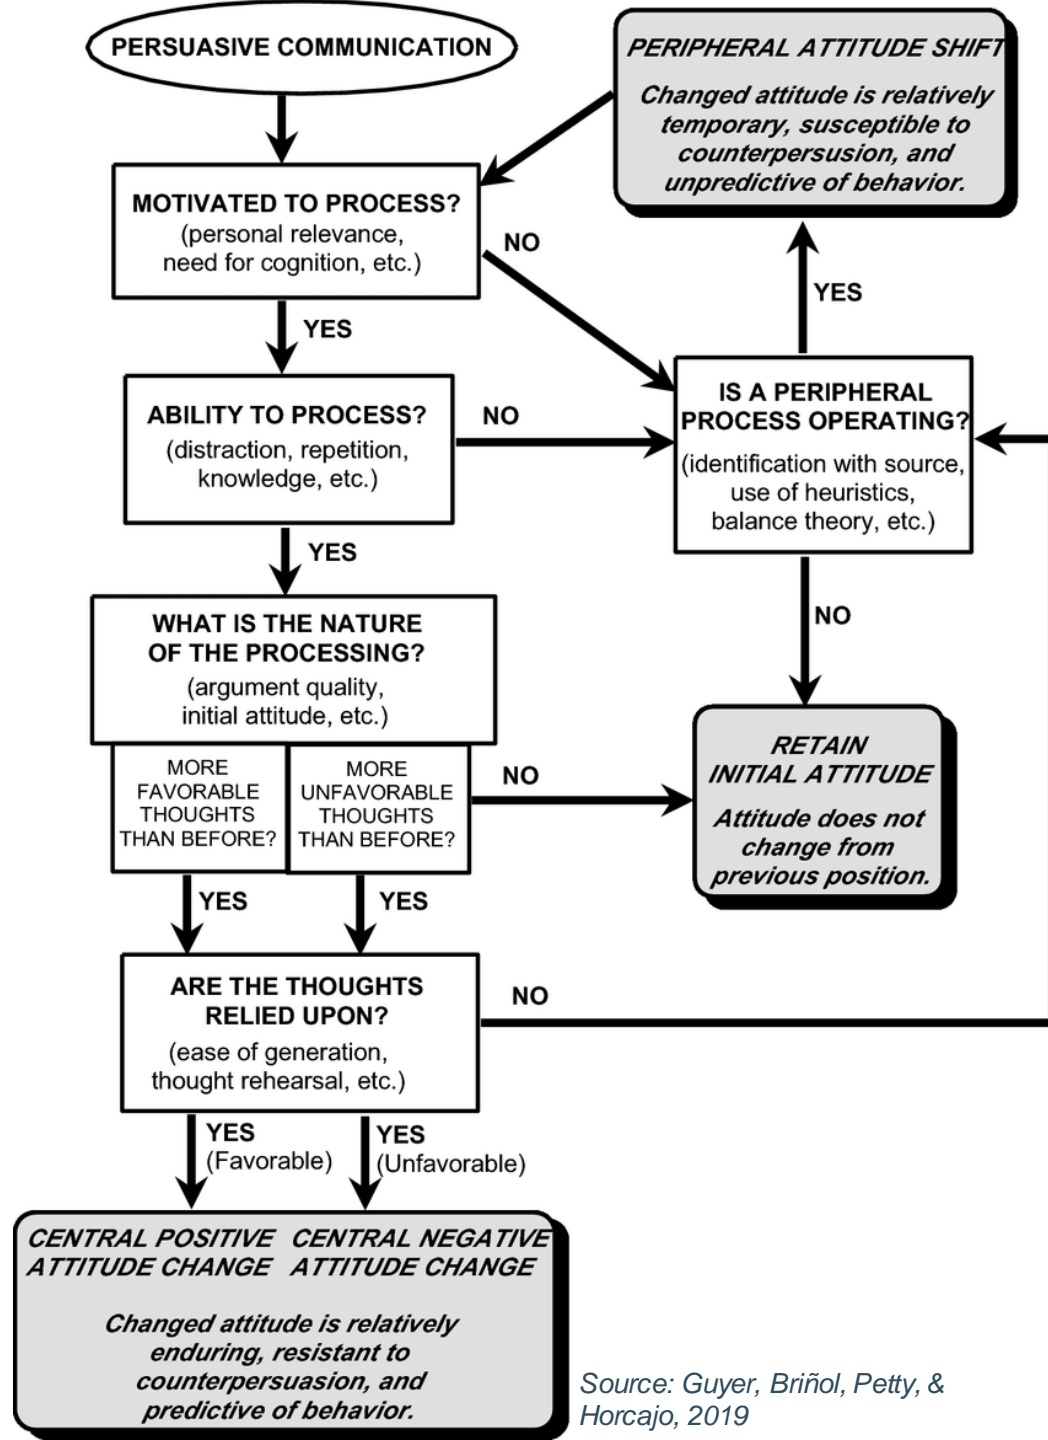 PERSUASIVE COMMUNICATION
PERIPHERAL ATTITUDE SHIFT
Changed attitude is relatively
temporary, susceptible to
counterpersusion, and
unpredictive of behavior.
MOTIVATED TO PROCESS?
(personal relevance,
need for cognition, etc.)
NO
YES
YES
IS A PERIPHERAL
PROCESS OPERATING?
(identification with source,
use of heuristics,
balance theory, etc.)
ABILITY TO PROCESS?
(distraction, repetition,
knowledge, etc.)
NO
YES
NO
WHAT IS THE NATURE
OF THE PROCESSING?
(argument quality,
initial attitude, etc.)
MORE
FAVORABLE
THOUGHTS
THAN BEFORE?
MORE
UNFAVORABLE
THOUGHTS
THAN BEFORE?
NO
RETAIN
INITIAL ATTITUDE
Attitude does not
change from
previous position.
YES
YES
ARE THE THOUGHTS
RELIED UPON?
(ease of generation,
thought rehearsal, etc.)
NO
YES
(Favorable)
YES
(Unfavorable)
CENTRAL POSITIVE
ATTITUDE CHANGE
CENTRAL NEGATIVE
ATTITUDE CHANGE
Changed attitude is relatively
enduring, resistant to
counterpersuasion, and
predictive of behavior.
Source: Guyer, Briñol, Petty, &
Horcajo, 2019